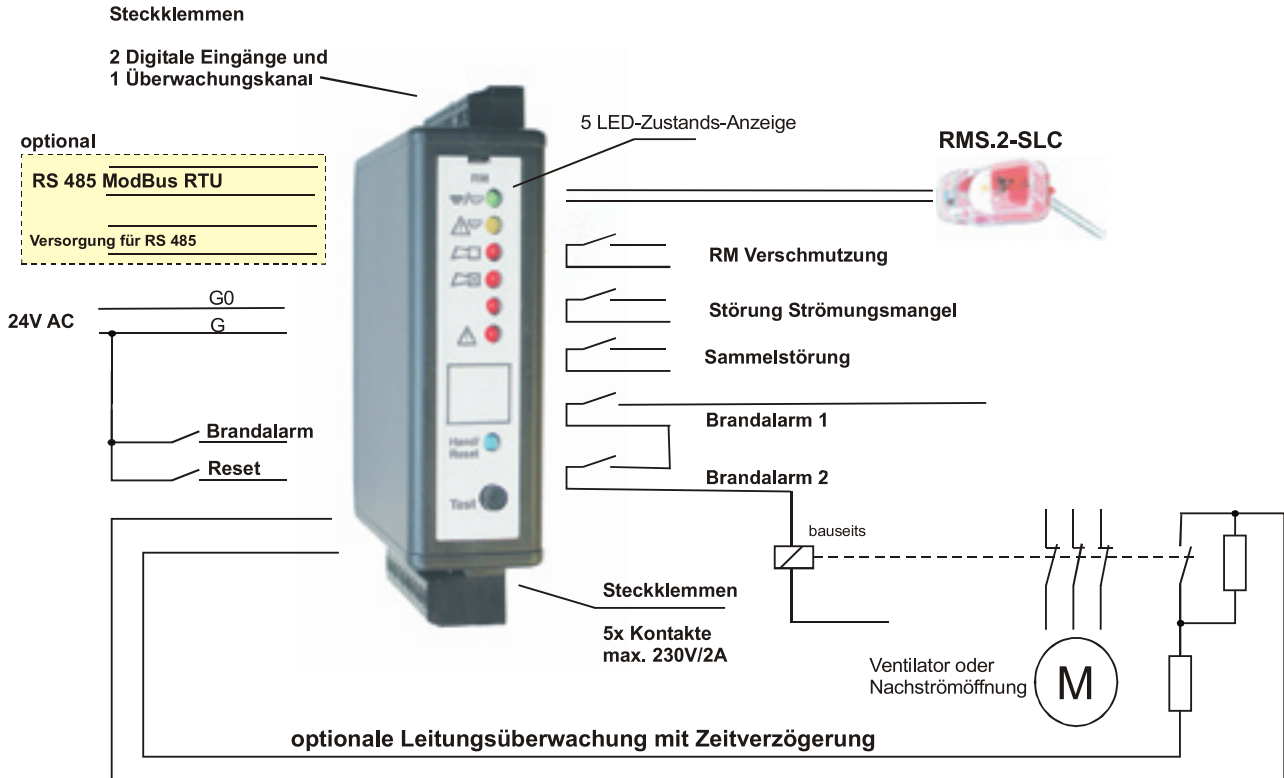 Steckklemmen
2 Digitale Eingänge und
1 Überwachungskanal
5 LED-Zustands-Anzeige
optional
RS 485 ModBus RTU
Versorgung für RS 485
RMS.2-SLC
RM
RM Verschmutzung
Störung Strömungsmangel
Sammelstörung
24V AC
G0
G
Brandalarm
Reset
Brandalarm 1
Brandalarm 2
Hand/
Reset
Test
bauseits
Steckklemmen
5x Kontakte
max. 230V/2A
Ventilator oder
Nachströmöffnung
M
optionale Leitungsüberwachung mit Zeitverzögerung